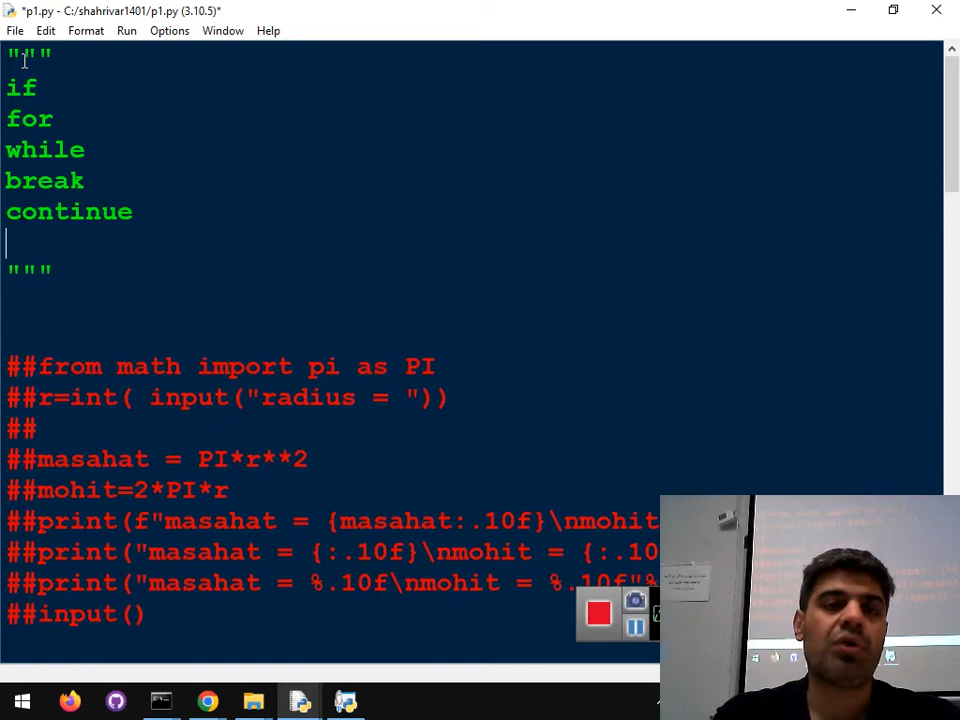 *p1.py - C:/shahrivar1401/p1.py (3.10.5)*
File Edit Format Run Options Window Help
"""
if
for
while
break
continue
"""
##from math import pi as PI
##r=int( input("radius = "))
##
##masahat = PI*r**2
##mohit=2*PI*r
##print(f"masahat = {masahat:.10f}\nmohit
##print("masahat = {:.10f}\nmohit = {:.10
##print("masahat = %.10f\nmohit = %.10f"%
##input()